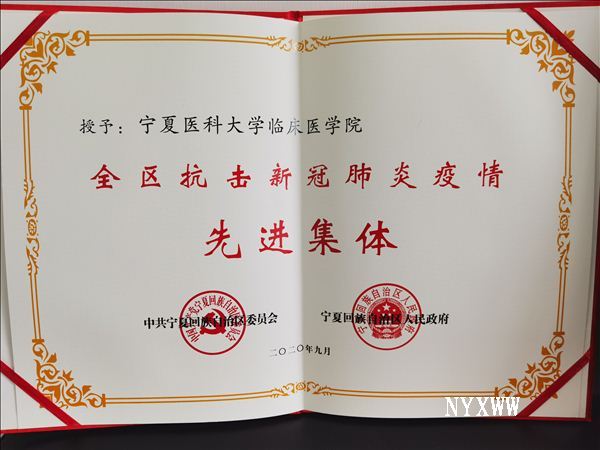 授予：宁夏医科大学临床医学院
全区抗击新冠肺炎疫情
先进集体
中共宁夏回族自治区委员会
宁夏回族自治区人民政府
二〇二〇年九月
NYXWW